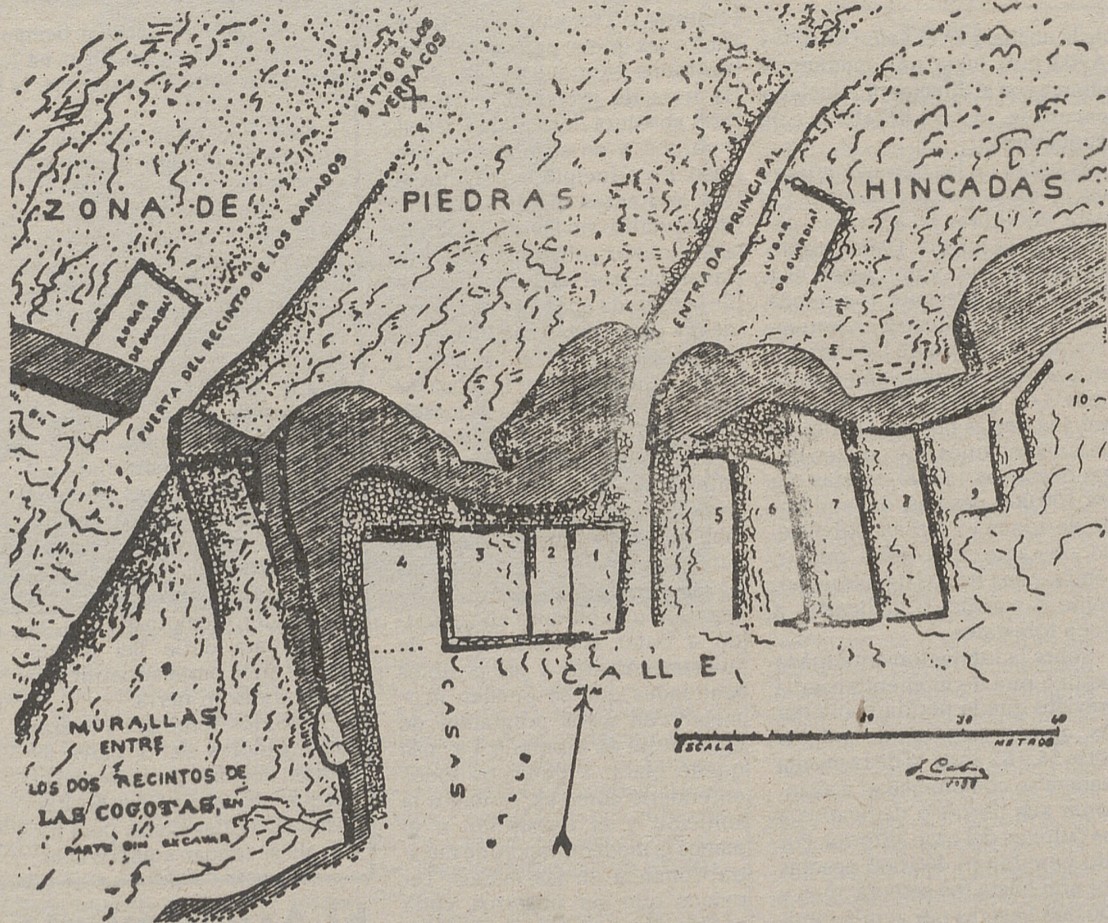 SITIO DE LOS
VERRACOS
ZONA DE PIEDRAS HINCADAS
PUERTA DEL RECINTO DE LOS GANADOS
ENTRADA PRINCIPAL
LUGAR
DE GUARDIA
LUGAR
DE GUARDIA
10
4 3 2 1 5 6 7 8 9
CALLE
CASAS
MURALLAS
ENTRE
LOS DOS RECINTOS DE
LAS COGOTAS, EN
PARTE SIN EXCAVAR
0 30
ESCALA METROS